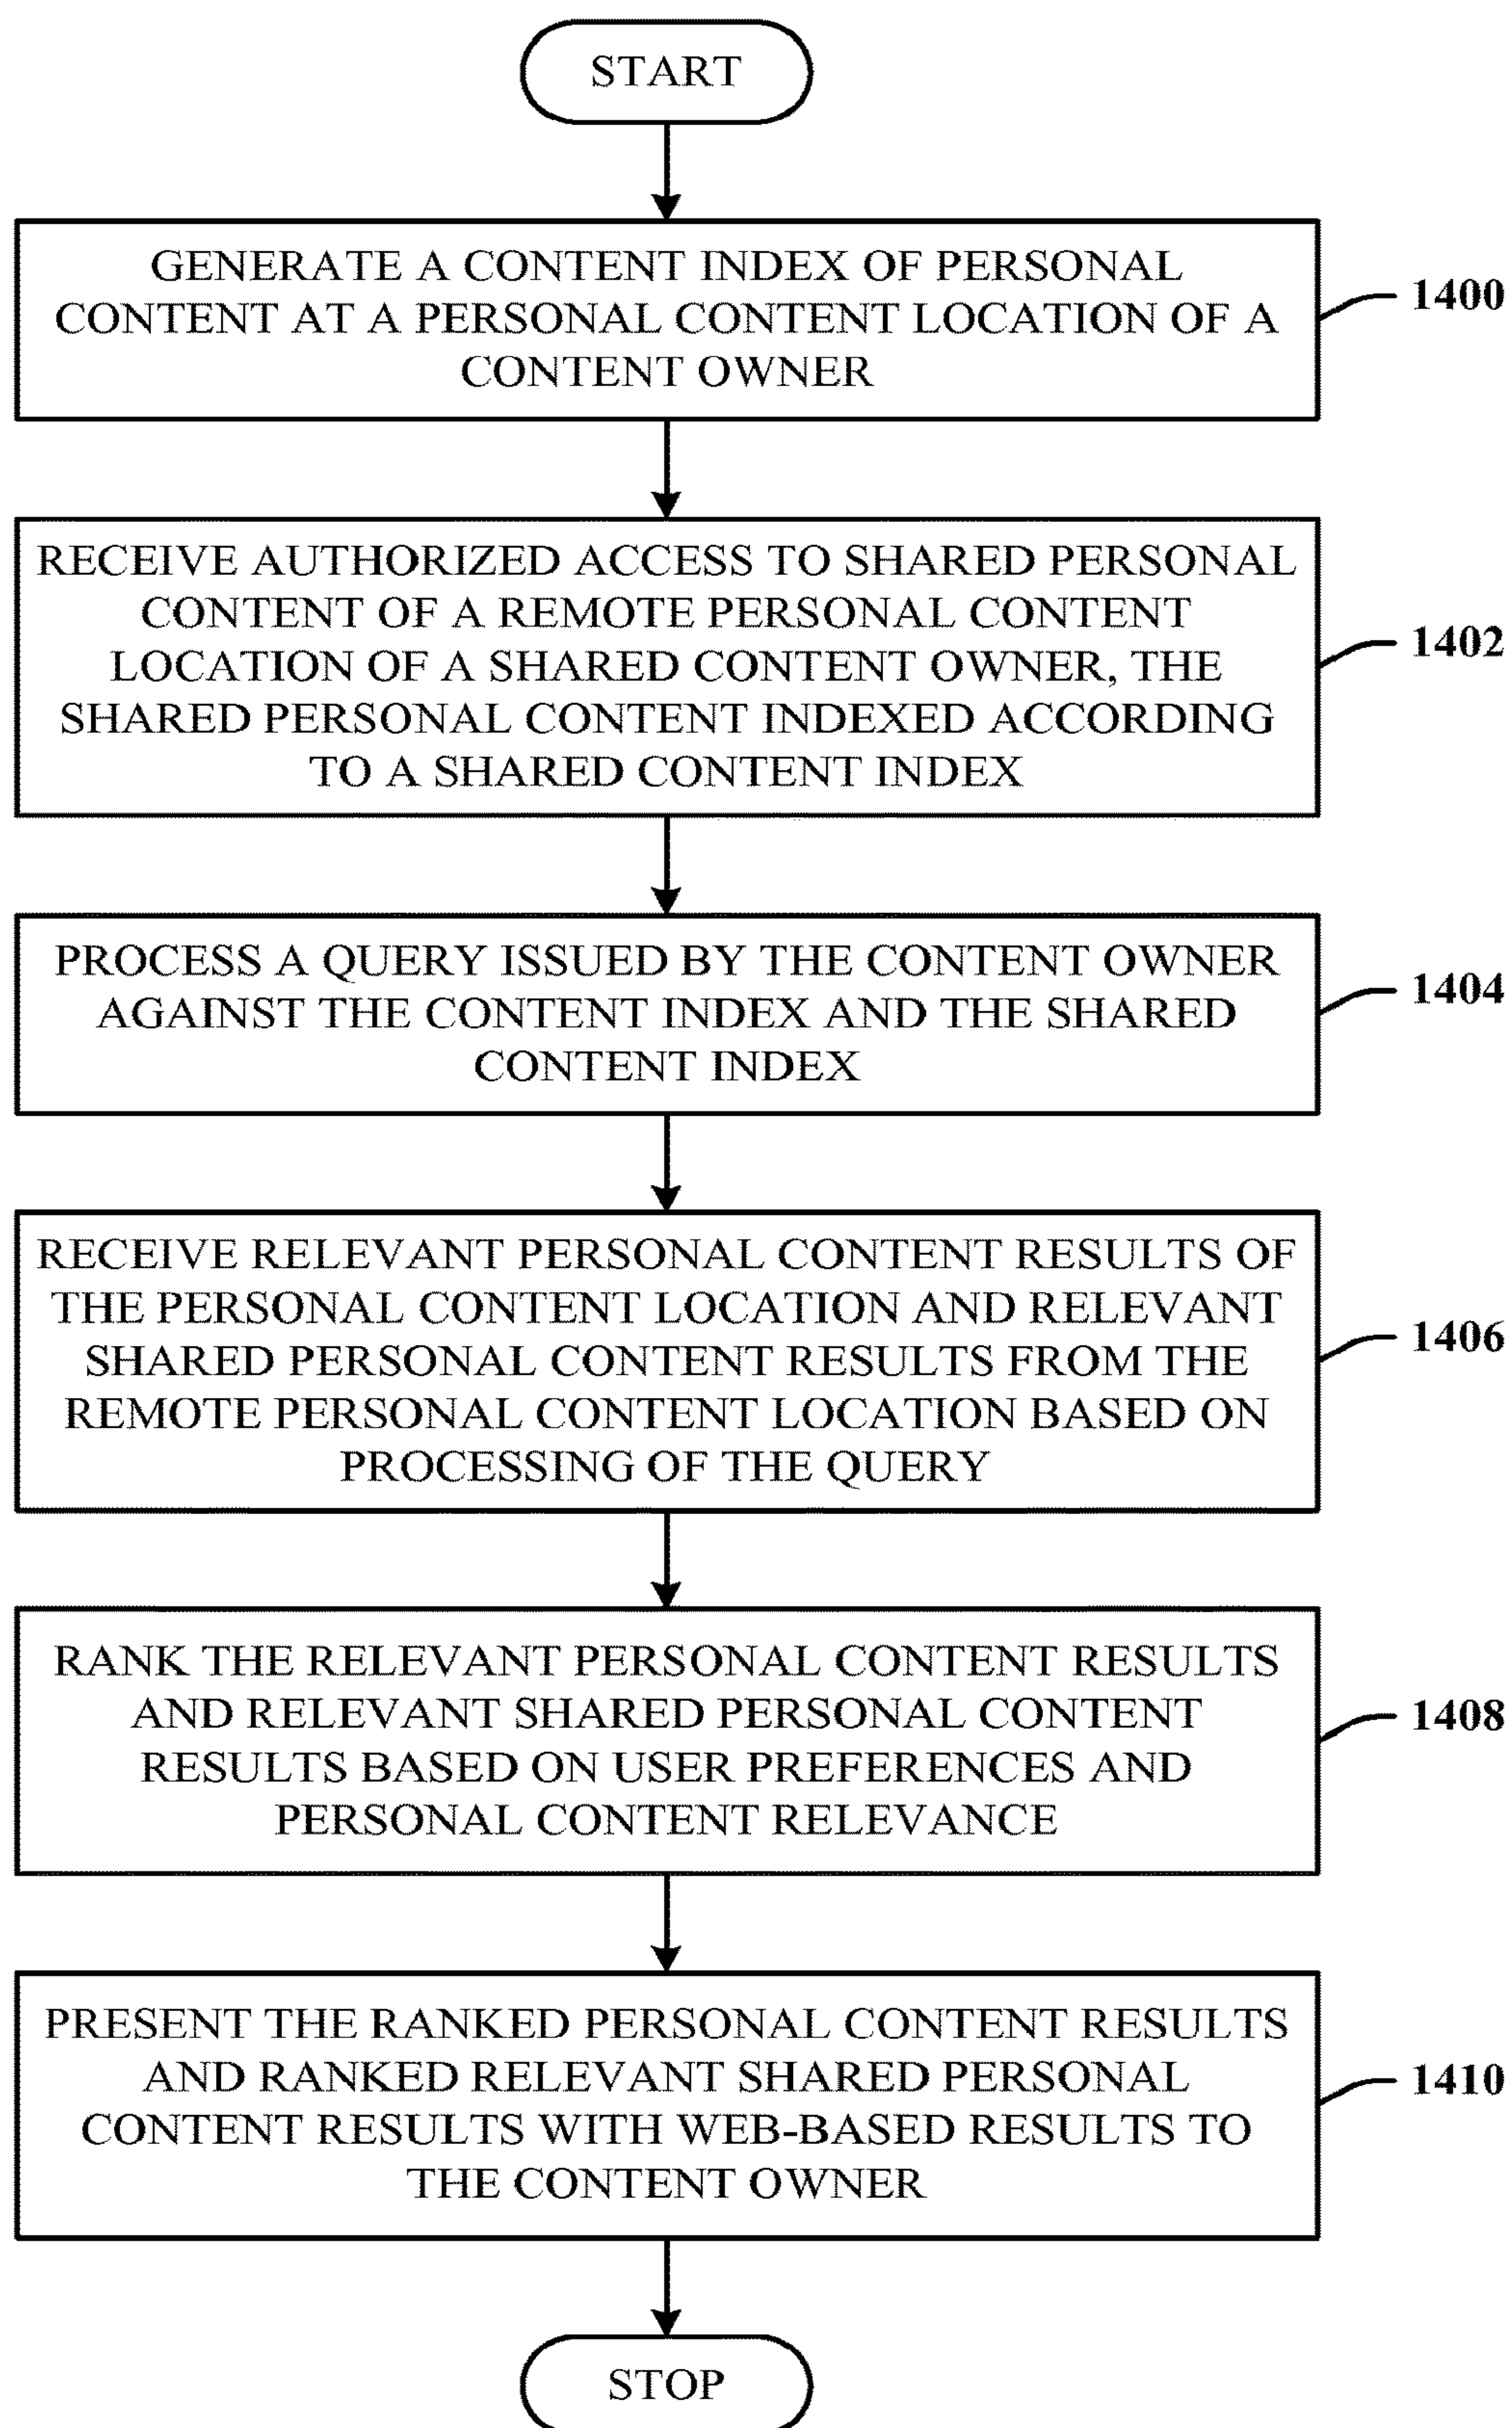 START
GENERATE A CONTENT INDEX OF PERSONAL
CONTENT AT A PERSONAL CONTENT LOCATION OF A
CONTENT OWNER
1400
RECEIVE AUTHORIZED ACCESS TO SHARED PERSONAL
CONTENT OF A REMOTE PERSONAL CONTENT
LOCATION OF A SHARED CONTENT OWNER, THE
SHARED PERSONAL CONTENT INDEXED ACCORDING
TO A SHARED CONTENT INDEX
1402
PROCESS A QUERY ISSUED BY THE CONTENT OWNER
AGAINST THE CONTENT INDEX AND THE SHARED
CONTENT INDEX
1404
RECEIVE RELEVANT PERSONAL CONTENT RESULTS OF
THE PERSONAL CONTENT LOCATION AND RELEVANT
SHARED PERSONAL CONTENT RESULTS FROM THE
REMOTE PERSONAL CONTENT LOCATION BASED ON
PROCESSING OF THE QUERY
1406
RANK THE RELEVANT PERSONAL CONTENT RESULTS
AND RELEVANT SHARED PERSONAL CONTENT
RESULTS BASED ON USER PREFERENCES AND
PERSONAL CONTENT RELEVANCE
1408
PRESENT THE RANKED PERSONAL CONTENT RESULTS
AND RANKED RELEVANT SHARED PERSONAL
CONTENT RESULTS WITH WEB-BASED RESULTS TO
THE CONTENT OWNER
1410
STOP